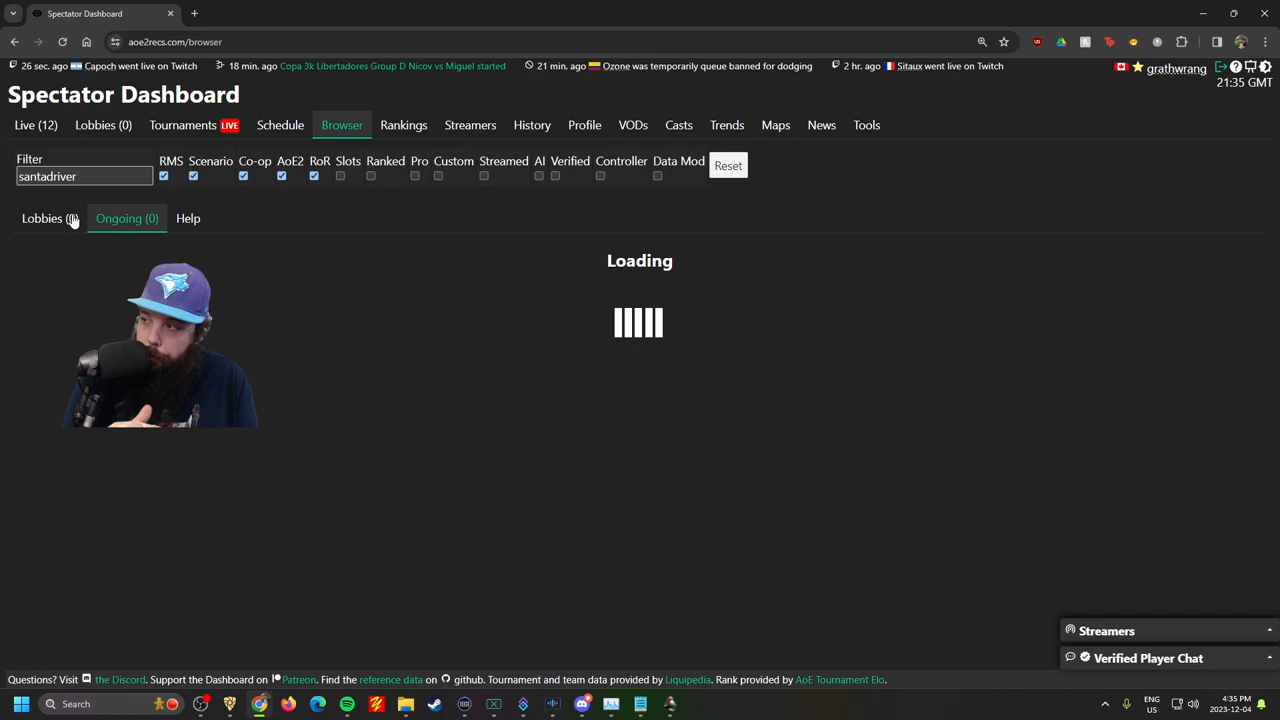 Spectator Dashboard
aoe2recs.com/browser
26 sec. ago Capoch went live on Twitch 18 min. ago Copa 3k Libertadores Group D Nicov vs Miguel started 21 min. ago Ozone was temporarily queue banned for dodging 2 hr. ago Sitaux went live on Twitch grathwrang
21:35 GMT
Spectator Dashboard
Live (12) Lobbies (0) Tournaments LIVE Schedule Browser Rankings Streamers History Profile VODs Casts Trends Maps News Tools
Filter RMS Scenario Co-op AoE2 RoR Slots Ranked Pro Custom Streamed AI Verified Controller Data Mod Reset
santadriver
Lobbies Ongoing (0) Help
Loading
Streamers
Verified Player Chat
Questions? Visit the Discord. Support the Dashboard on Patreon. Find the reference data on github. Tournament and team data provided by Liquipedia. Rank provided by AoE Tournament Elo.
Search ENG US 4:35 PM 2023-12-04